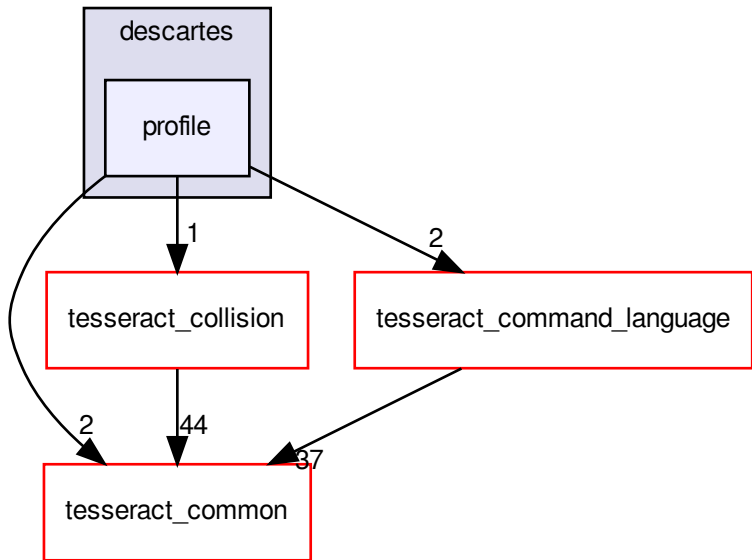 descartes
profile
1
2
tesseract_collision
tesseract_command_language
2
44
37
tesseract_common